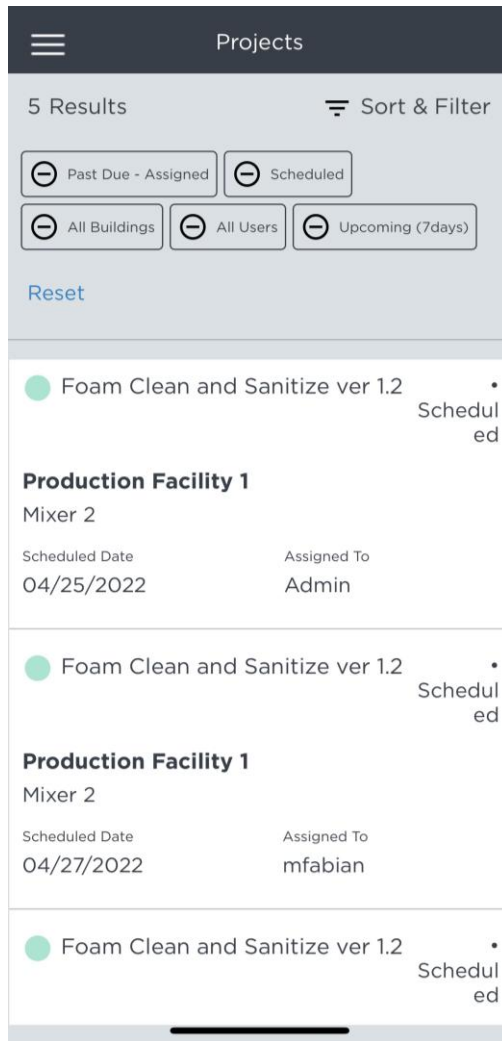 Projects
5 Results
Sort & Filter
Past Due - Assigned
Scheduled
All Buildings
All Users
Upcoming (7days)
Reset
Foam Clean and Sanitize ver 1.2
•
Schedul
ed
Production Facility 1
Mixer 2
Scheduled Date
Assigned To
04/25/2022
Admin
Foam Clean and Sanitize ver 1.2
•
Schedul
ed
Production Facility 1
Mixer 2
Scheduled Date
Assigned To
04/27/2022
mfabian
Foam Clean and Sanitize ver 1.2
•
Schedul
ed